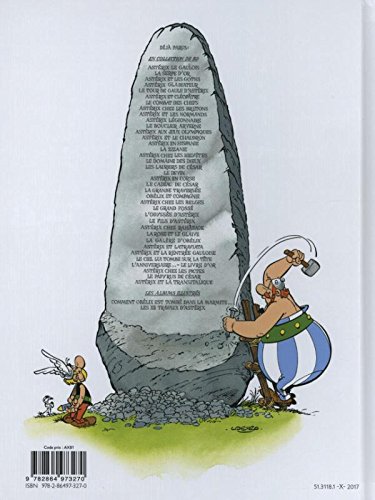 DÉJÀ PARUS :
EN COLLECTION DE BD
ASTÉRIX LE GAULOIS
LA SERPE D'OR
ASTÉRIX ET LES GOTHS
ASTÉRIX GLADIATEUR
LE TOUR DE GAULE D'ASTÉRIX
ASTÉRIX ET CLÉOPÂTRE
LE COMBAT DES CHEFS
ASTÉRIX CHEZ LES BRETONS
ASTÉRIX ET LES NORMANDS
ASTÉRIX LÉGIONNAIRE
LE BOUCLIER ARVERNE
ASTÉRIX AUX JEUX OLYMPIQUES
ASTÉRIX ET LE CHAUDRON
ASTÉRIX EN HISPANIE
LA ZIZANIE
ASTÉRIX CHEZ LES HELVÈTES
LE DOMAINE DES DIEUX
LES LAURIERS DE CÉSAR
LE DEVIN
ASTÉRIX EN CORSE
LE CADEAU DE CÉSAR
LA GRANDE TRAVERSÉE
OBÉLIX ET COMPAGNIE
ASTÉRIX CHEZ LES BELGES
LE GRAND FOSSÉ
L'ODYSSÉE D'ASTÉRIX
LE FILS D'ASTÉRIX
ASTÉRIX CHEZ RAHÀZADE
LA ROSE ET LE GLAIVE
LA GALÈRE D'OBÉLIX
ASTÉRIX ET LATRAVIATA
ASTÉRIX ET LA RENTRÉE GAULOISE
LE CIEL LUI TOMBE SUR LA TÊTE
L'ANNIVERSAIRE... - LE LIVRE D'OR
ASTÉRIX CHEZ LES PICTES
LE PAPYRUS DE CÉSAR
ASTÉRIX ET LA TRANSITALIQUE
LES ALBUMS ILLUSTRÉS
COMMENT OBÉLIX EST TOMBÉ DANS LA MARMITE...
LES XII TRAVAUX D'ASTÉRIX
Code prix : AXB1
9 782864 973270
ISBN 978-2-86497-327-0
51.3118.1 -X- 2017